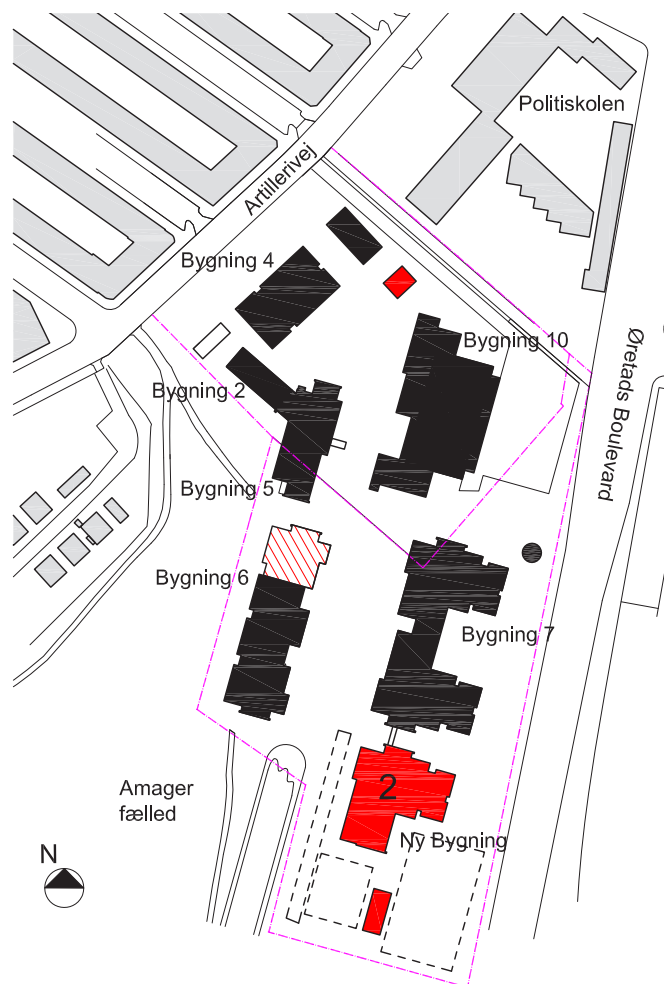 Politiskolen
Artillerivej
Bygning 4
Bygning 10
Øretads Boulevard
Bygning 2
Bygning 5
Bygning 6
Bygning 7
2
Amager
fælled
Ny Bygning
N